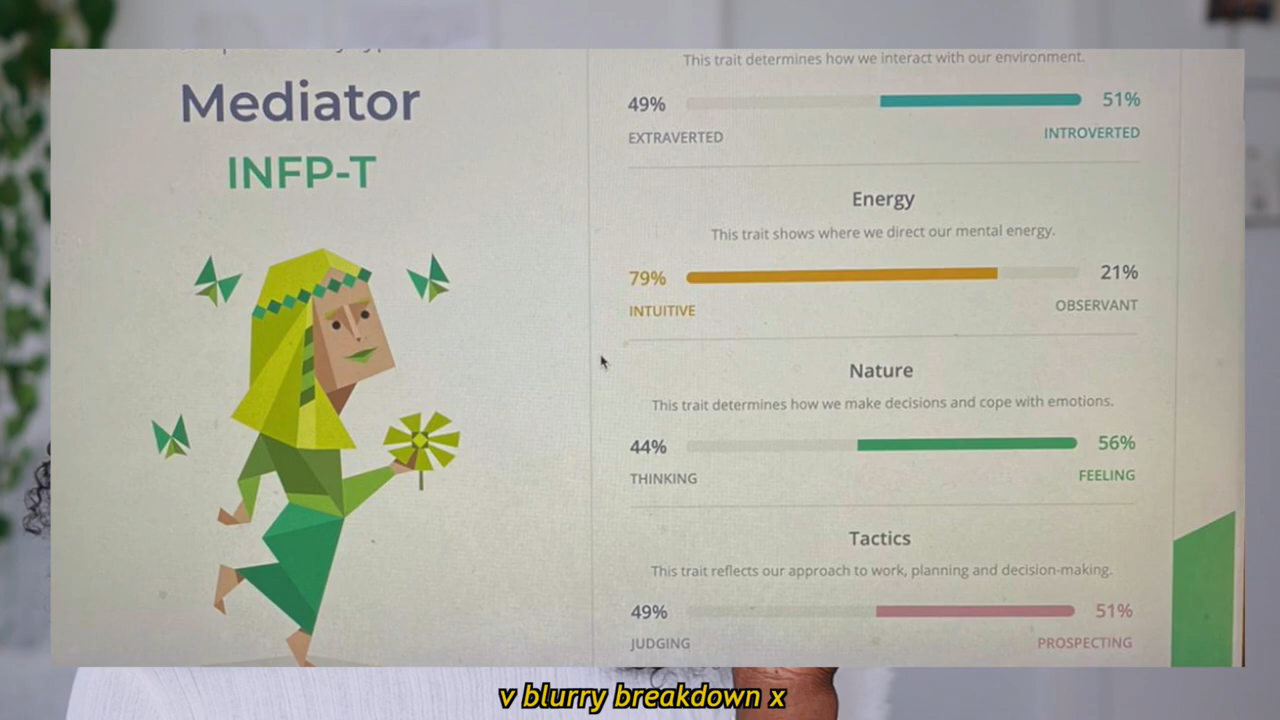 Mediator
INFP-T
This trait determines how we interact with our environment.
49%
51%
EXTRAVERTED
INTROVERTED
Energy
This trait shows where we direct our mental energy.
79%
21%
INTUITIVE
OBSERVANT
Nature
This trait determines how we make decisions and cope with emotions.
44%
56%
THINKING
FEELING
Tactics
This trait reflects our approach to work, planning and decision-making.
49%
51%
JUDGING
PROSPECTING
v blurry breakdown x